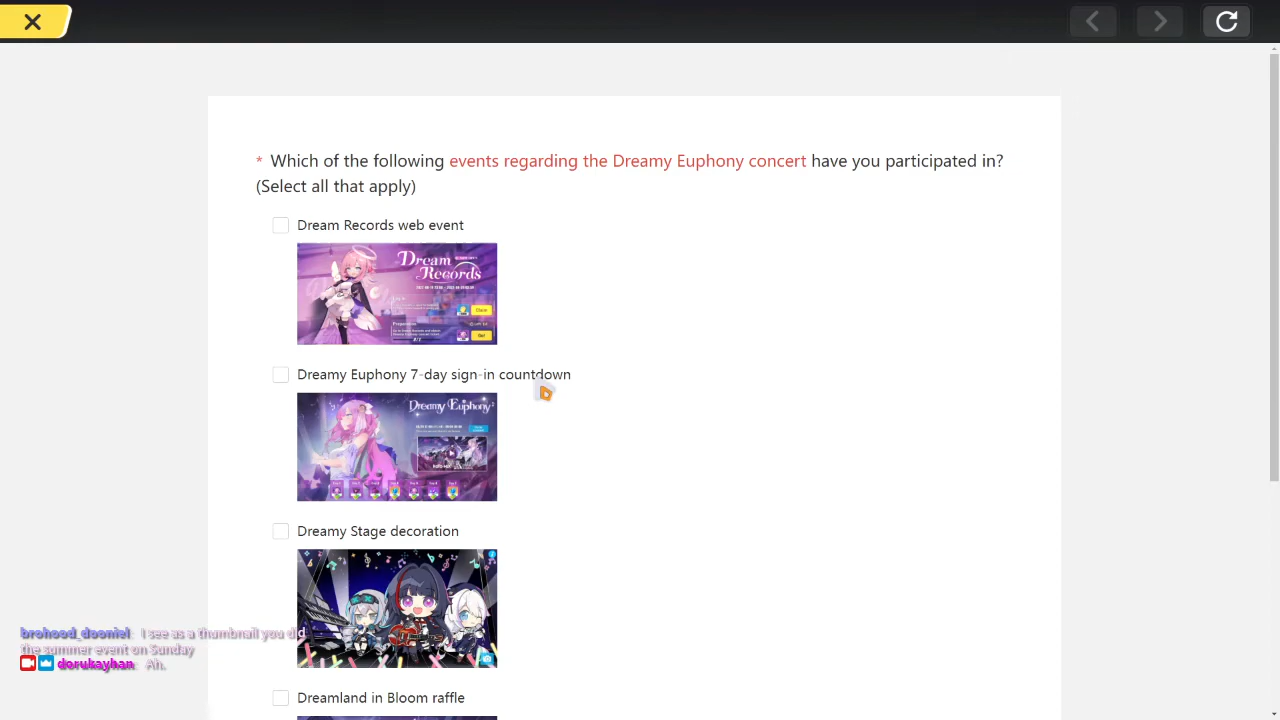 * Which of the following events regarding the Dreamy Euphony concert have you participated in?
(Select all that apply)
Dream Records web event
Dream
Records
Dreamy Euphony 7-day sign-in countdown
Dreamy Euphony
Dreamy Stage decoration
Dreamland in Bloom raffle
brohood_dooniel: I see as a thumbnail you did
the summer event on Sunday
dorukayhan: Ah.